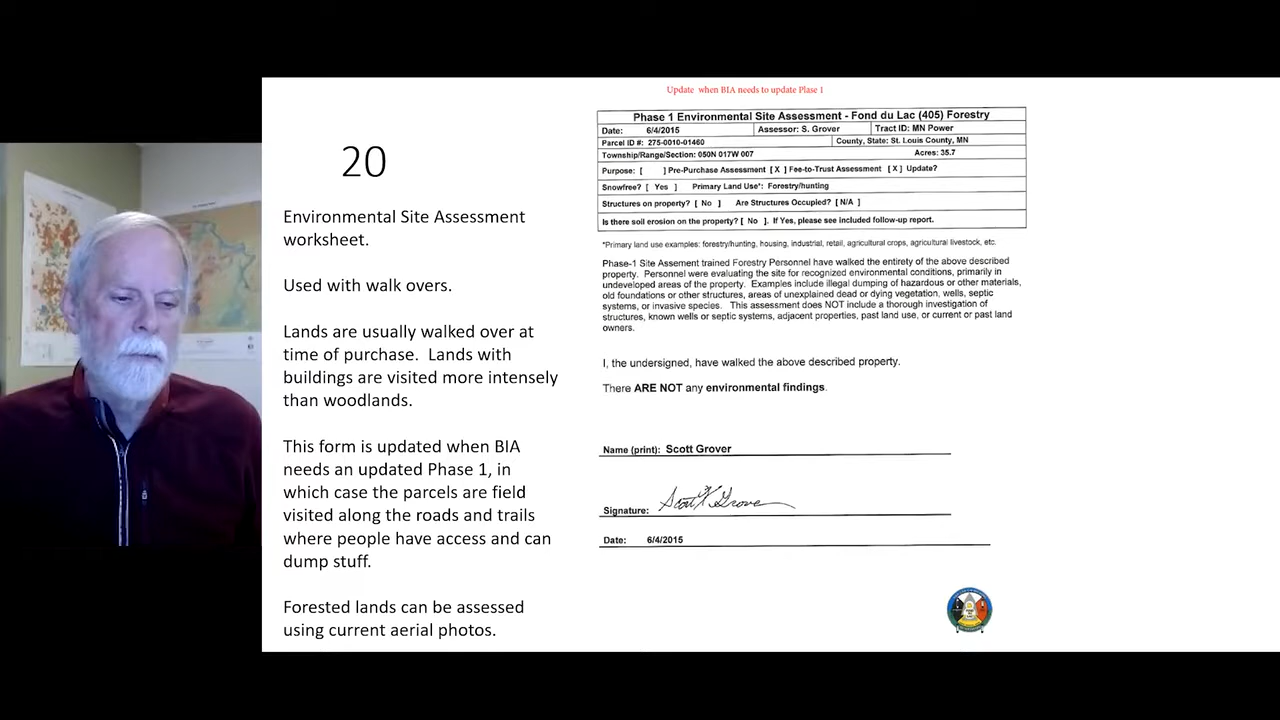 20
Environmental Site Assessment
worksheet.
Used with walk overs.
Lands are usually walked over at
time of purchase.  Lands with
buildings are visited more intensely
than woodlands.
This form is updated when BIA
needs an updated Phase 1, in
which case the parcels are field
visited along the roads and trails
where people have access and can
dump stuff.
Forested lands can be assessed
using current aerial photos.
Update when BIA needs to update Plase 1
Phase 1 Environmental Site Assessment - Fond du Lac (405) Forestry
Date: 6/4/2015 Assessor: S. Grover Tract ID: MN Power
Parcel ID #: 275-0010-01460 County, State: St. Louis County, MN
Township/Range/Section: 050N 017W 007 Acres: 35.7
Purpose: [ ] Pre-Purchase Assessment [ X ] Fee-to-Trust Assessment [ X ] Update?
Snowfree? [ Yes ] Primary Land Use*: Forestry/hunting
Structures on property? [ No ] Are Structures Occupied? [ N/A ]
Is there soil erosion on the property? [ No ]. If Yes, please see included follow-up report.
*Primary land use examples: forestry/hunting, housing, industrial, retail, agricultural crops, agricultural livestock, etc.
Phase-1 Site Assement trained Forestry Personnel have walked the entirety of the above described
property. Personnel were evaluating the site for recognized environmental conditions, primarily in
undeveloped areas of the property. Examples include illegal dumping of hazardous or other materials,
old foundations or other structures, areas of unexplained dead or dying vegetation, wells, septic
systems, or invasive species. This assessment does NOT include a thorough investigation of
structures, known wells or septic systems, adjacent properties, past land use, or current or past land
owners.
I, the undersigned, have walked the above described property.
There ARE NOT any environmental findings.
Name (print): Scott Grover
Signature: Scott K Grover
Date: 6/4/2015